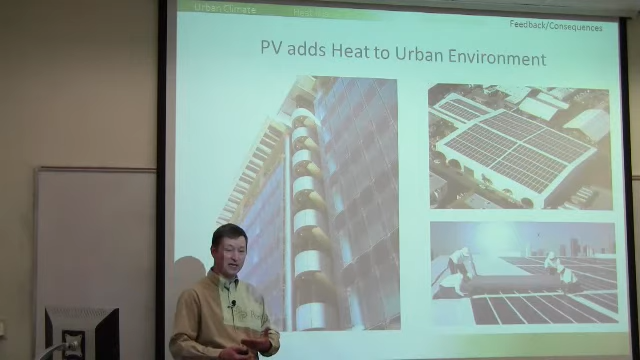 Urban Climate
Feedback/Consequences
PV adds Heat to Urban Environment